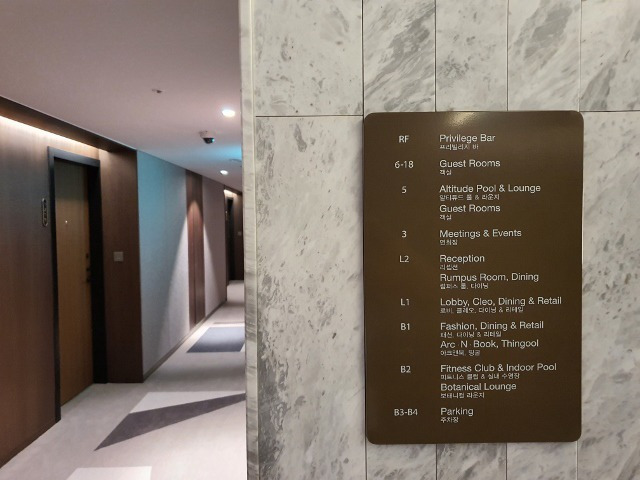 RF Privilege Bar
프리빌리지 바
6-18 Guest Rooms
객실
5 Altitude Pool & Lounge
알티튜드 풀 & 라운지
Guest Rooms
객실
3 Meetings & Events
연회장
L2 Reception
리셉션
Rumpus Room, Dining
럼퍼스 룸, 다이닝
L1 Lobby, Cleo, Dining & Retail
로비, 클레오, 다이닝 & 리테일
B1 Fashion, Dining & Retail
패션, 다이닝 & 리테일
Arc · N · Book, Thingool
아크앤북, 띵굴
B2 Fitness Club & Indoor Pool
피트니스 클럽 & 실내 수영장
Botanical Lounge
보태니컬 라운지
B3-B4 Parking
주차장